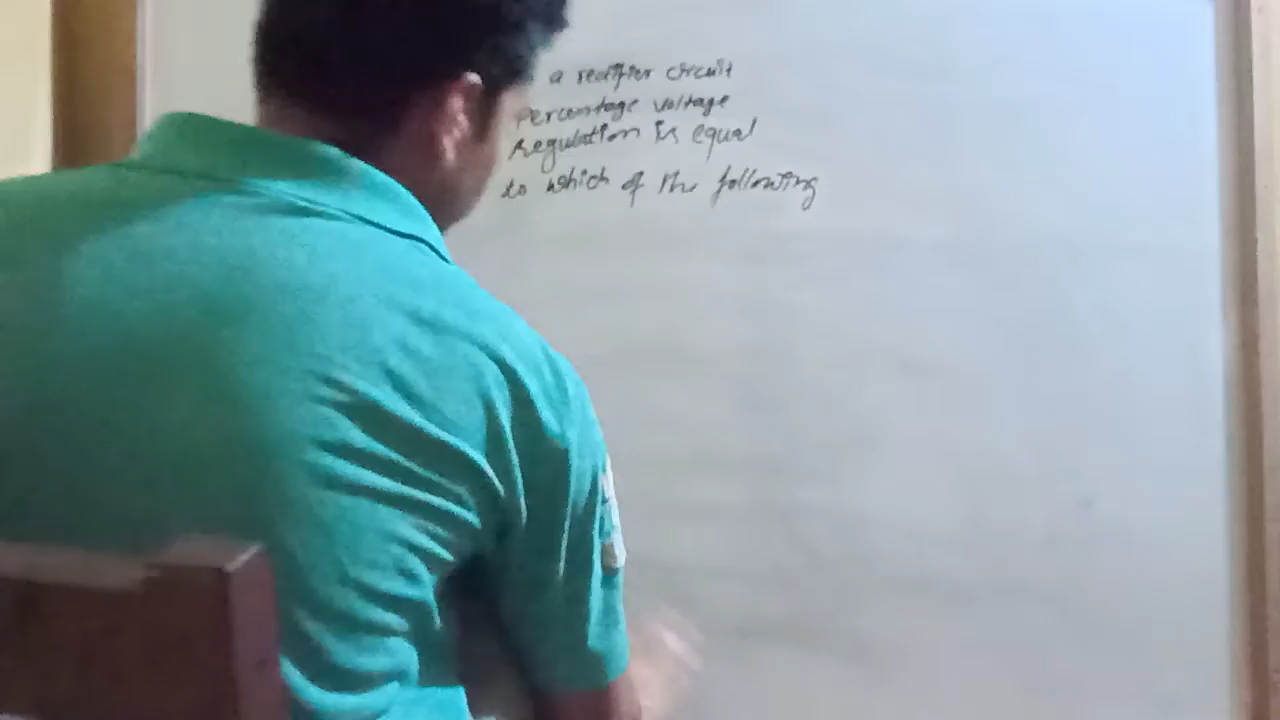 a rectifier circuit
Percentage voltage
regulation is equal
to which of the following